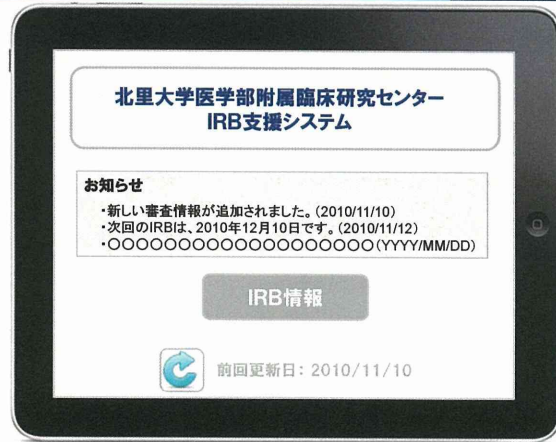 北里大学医学部附属臨床研究センター
IRB支援システム
お知らせ
・新しい審査情報が追加されました。(2010/11/10)
・次回のIRBは、2010年12月10日です。(2010/11/12)
・○○○○○○○○○○○○○○○○○○○(YYYY/MM/DD)
IRB情報
前回更新日: 2010/11/10